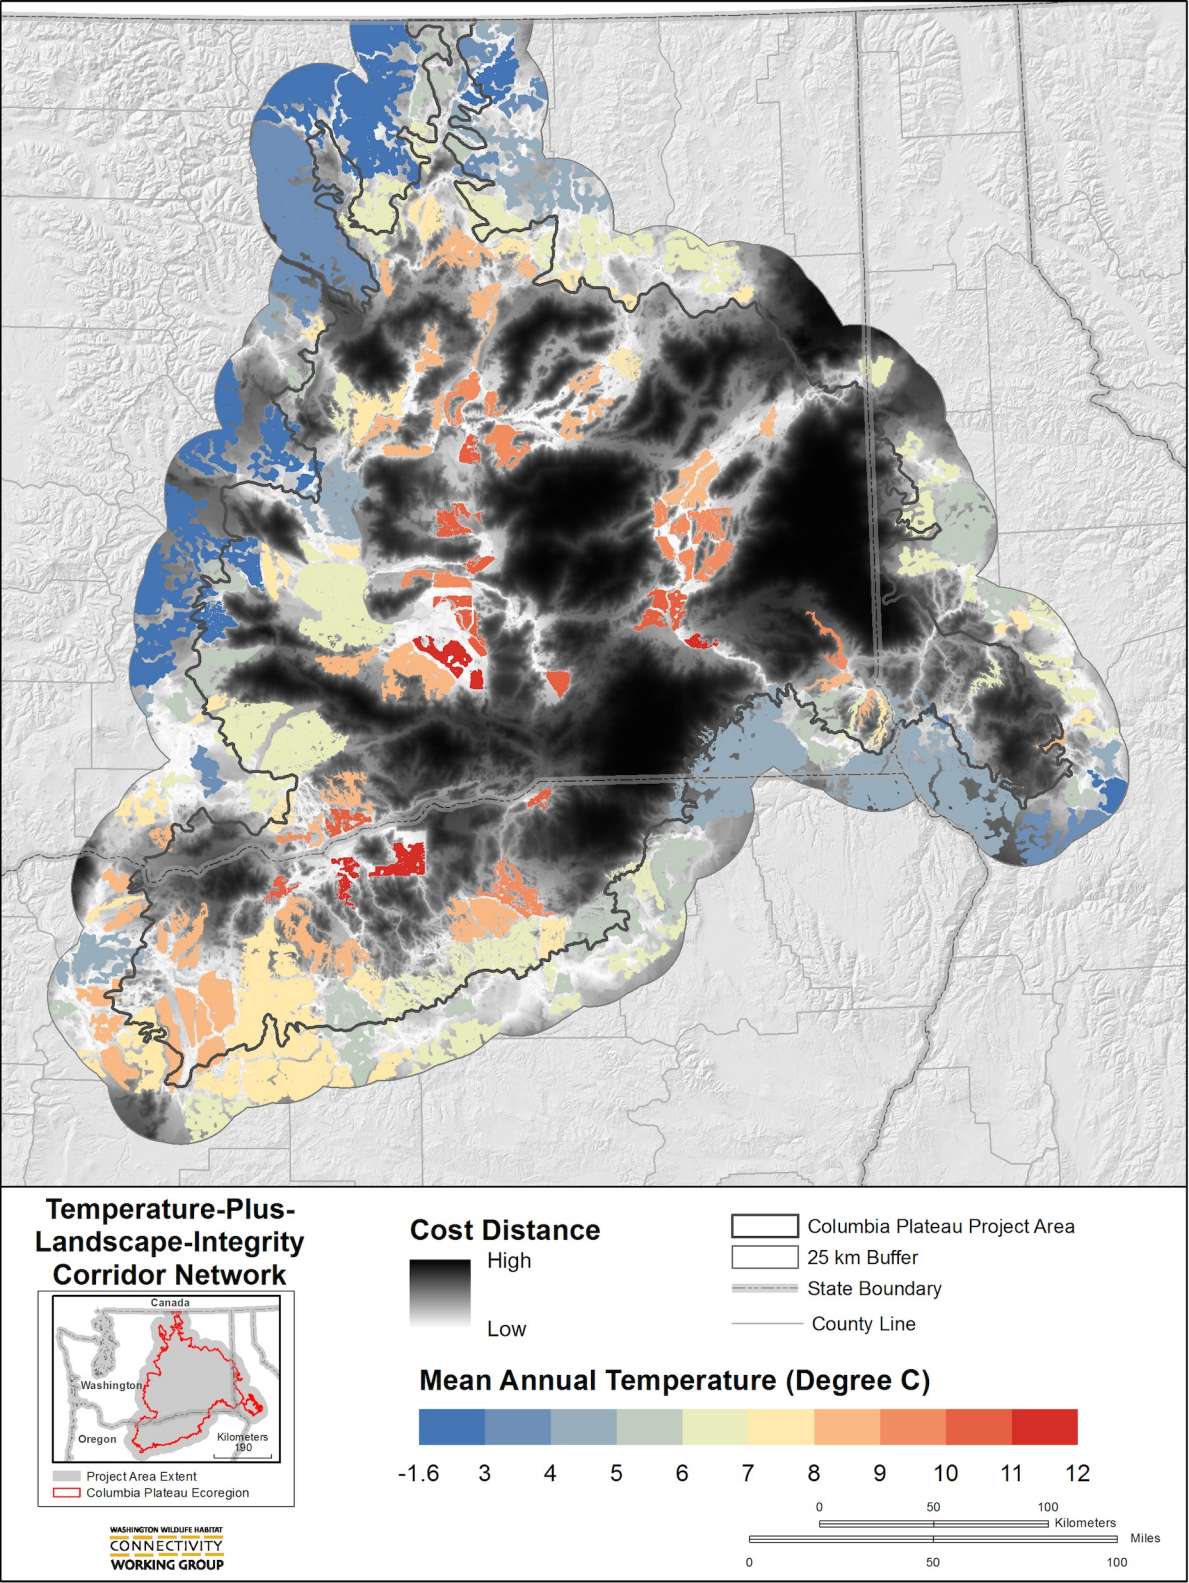 Temperature-Plus-
Landscape-Integrity
Corridor Network
Canada
Washington
Oregon
Kilometers
190
Project Area Extent
Columbia Plateau Ecoregion
WASHINGTON WILDLIFE HABITAT
CONNECTIVITY
WORKING GROUP
Cost Distance
High
Low
Columbia Plateau Project Area
25 km Buffer
State Boundary
County Line
Mean Annual Temperature (Degree C)
-1.6 3 4 5 6 7 8 9 10 11 12
0 50 100
Kilometers
Miles
0 50 100